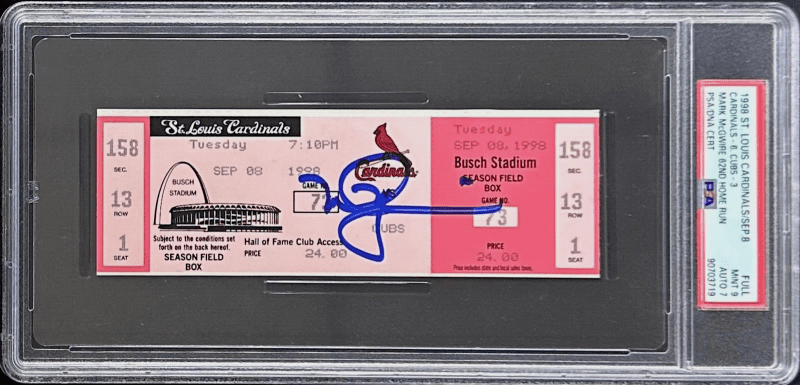 St. Louis Cardinals
Tuesday 7:10PM
SEP 08 1998
158
SEC.
13
ROW
1
SEAT
BUSCH
STADIUM
Subject to the conditions set
forth on the back hereof.
SEASON FIELD
BOX
Cardinals
GAME NO.
VS
CUBS
Hall of Fame Club Access
PRICE
24.00
Tuesday
SEP 08, 1998
Busch Stadium
SEASON FIELD
BOX
GAME NO.
73
PRICE
24.00
Price includes state and local sales taxes.
158
SEC.
13
ROW
1
SEAT
1998 ST. LOUIS CARDINALS/SEP.8
CARDINALS - 6, CUBS - 3
MARK McGWIRE 62ND HOME RUN
PSA/DNA CERT
PSA
FULL
MINT 9
AUTO 7
90703719